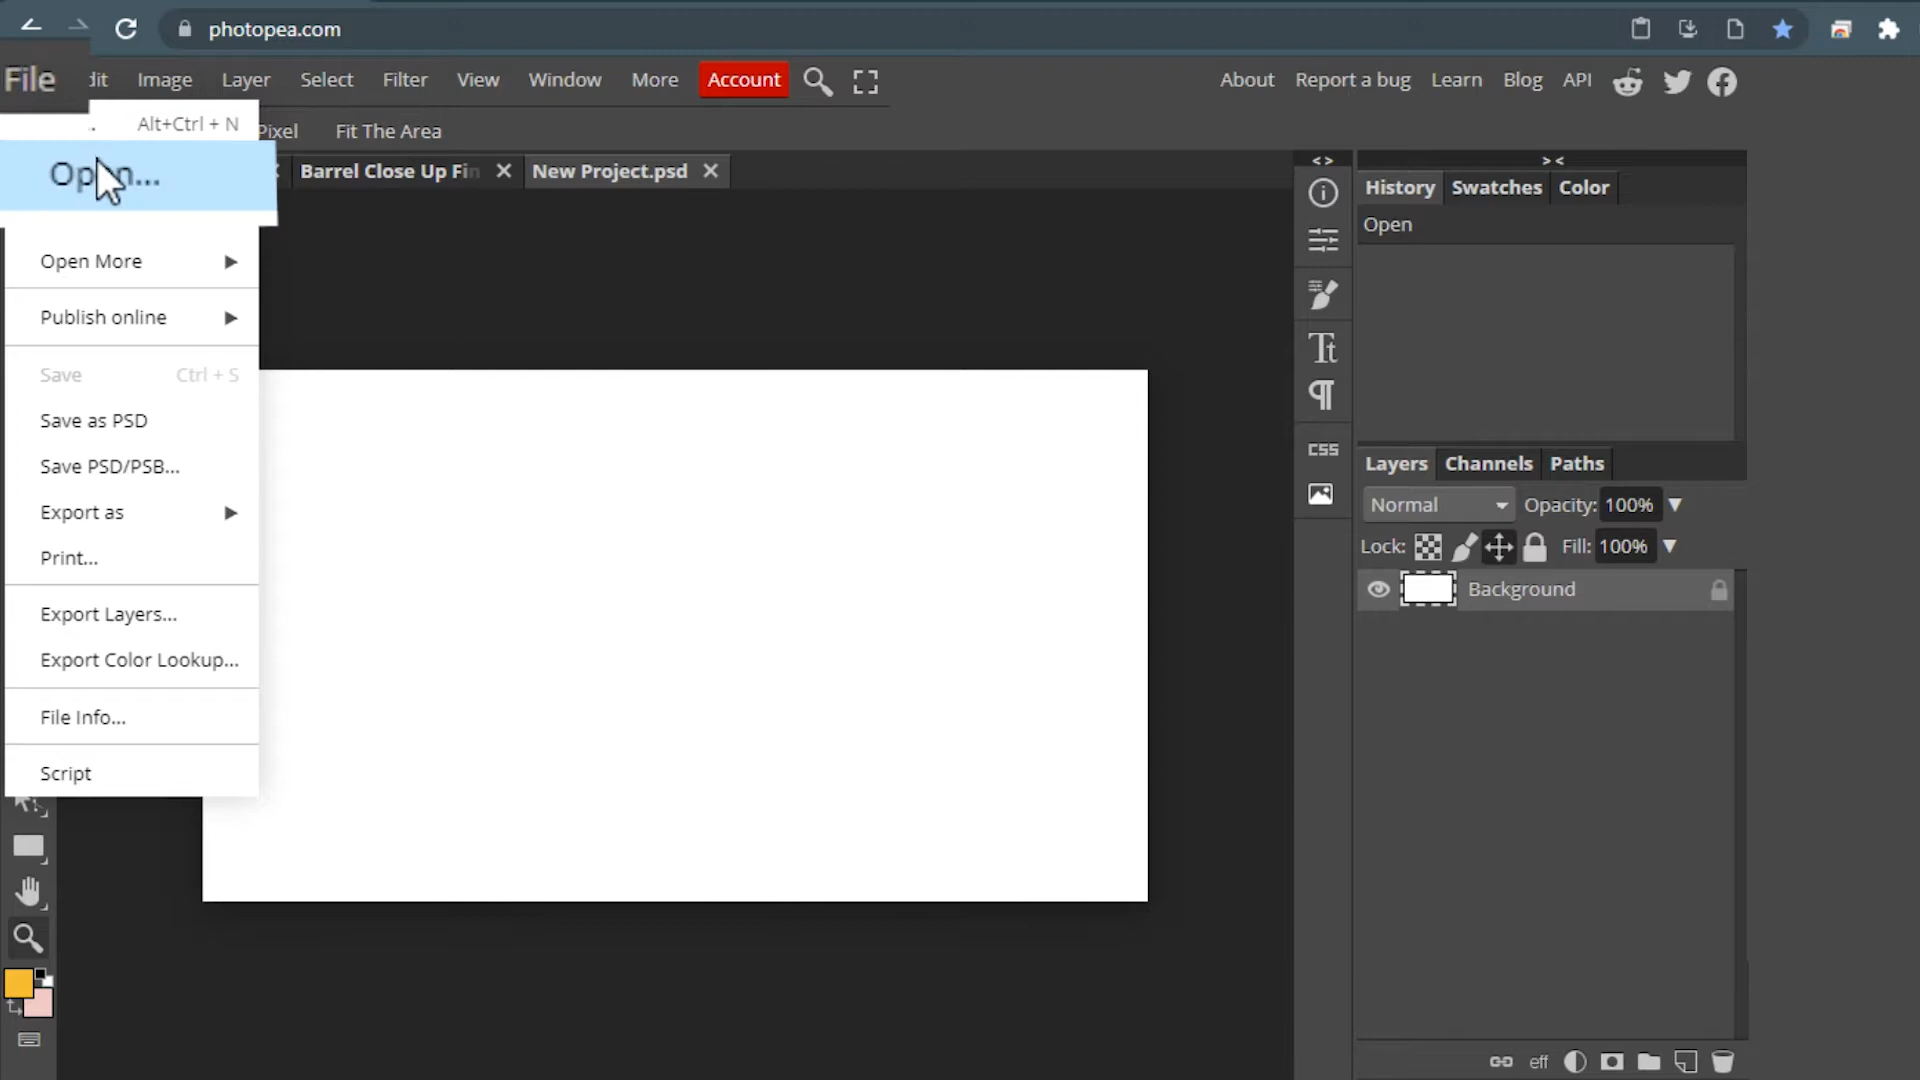 photopea.com
File dit Image Layer Select Filter View Window More Account About Report a bug Learn Blog API
. Alt+Ctrl + N Pixel Fit The Area
Open...
Barrel Close Up Fin New Project.psd
Open More
Publish online
Save Ctrl + S
Save as PSD
Save PSD/PSB...
Export as
Print...
Export Layers...
Export Color Lookup...
File Info...
Script
History Swatches Color
Open
Tt
CSS
Layers Channels Paths
Normal Opacity: 100%
Lock: Fill: 100%
Background
eff